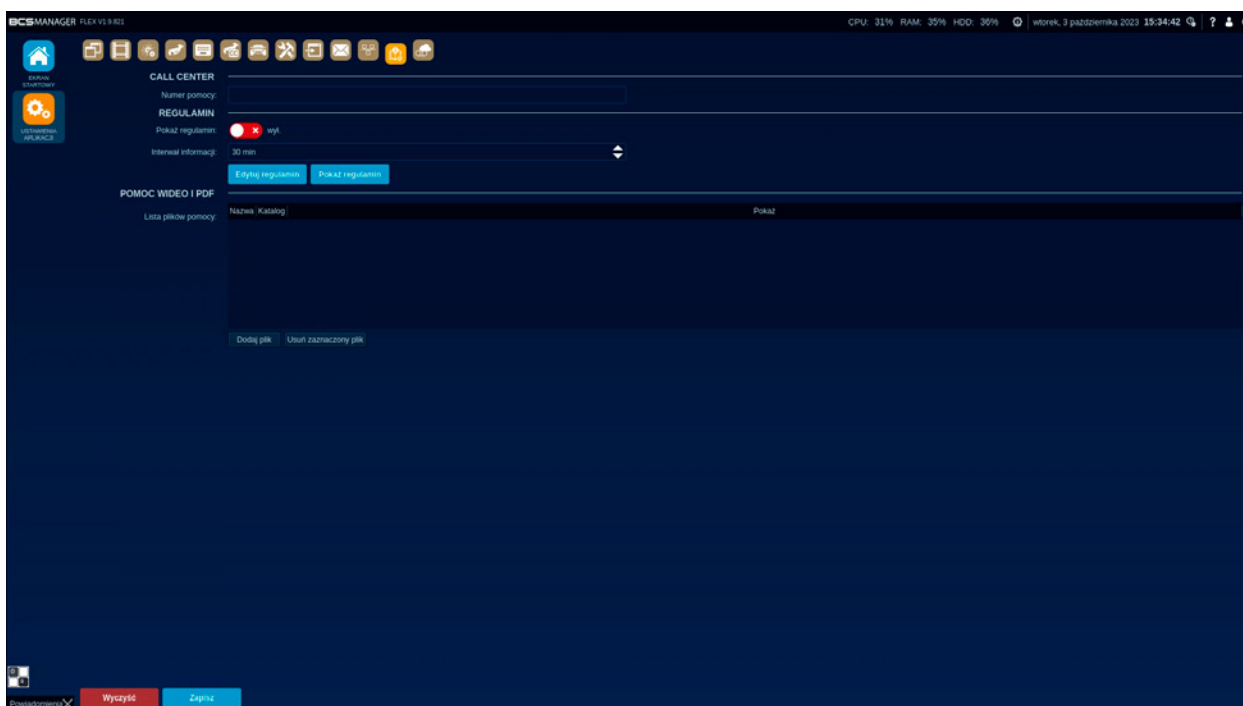 BCSMANAGER FLEX V1.9.821
CPU: 31% RAM: 35% HDD: 36% wtorek, 3 października 2023 15:34:42 ?
EKRAN
STARTOWY
USTAWIENIA
APLIKACJI
CALL CENTER
Numer pomocy:
REGULAMIN
Pokaż regulamin: wył.
Interwał informacji: 30 min
Edytuj regulamin Pokaż regulamin
POMOC WIDEO I PDF
Lista plików pomocy: Nazwa Katalog Pokaż
Dodaj plik Usuń zaznaczony plik
Wyczyść Zapisz
Powiadomienia